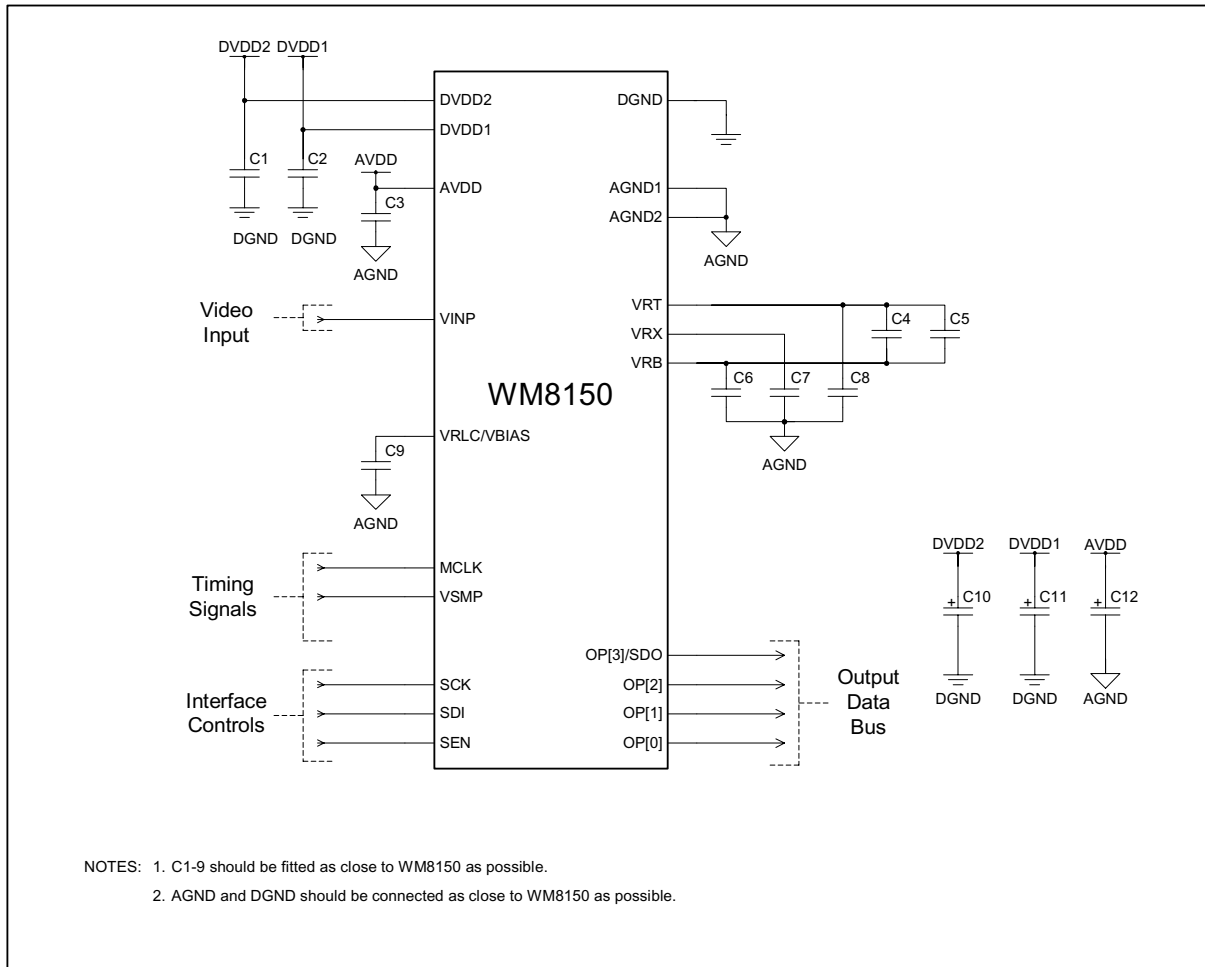 DVDD2 DVDD1
DVDD2
DGND
DVDD1
C1
C2
AVDD
AVDD
AGND1
C3
AGND2
DGND
DGND
AGND
AGND
Video
Input
VINP
VRT
C4
C5
VRX
VRB
C6
C7
C8
WM8150
VRLC/VBIAS
C9
AGND
AGND
DVDD2
DVDD1
AVDD
Timing
Signals
MCLK
VSMP
+ C10
+ C11
+ C12
OP[3]/SDO
Interface
Controls
SCK
SDI
SEN
OP[2]
OP[1]
OP[0]
Output
Data
Bus
DGND
DGND
AGND
NOTES: 1. C1-9 should be fitted as close to WM8150 as possible.
2. AGND and DGND should be connected as close to WM8150 as possible.